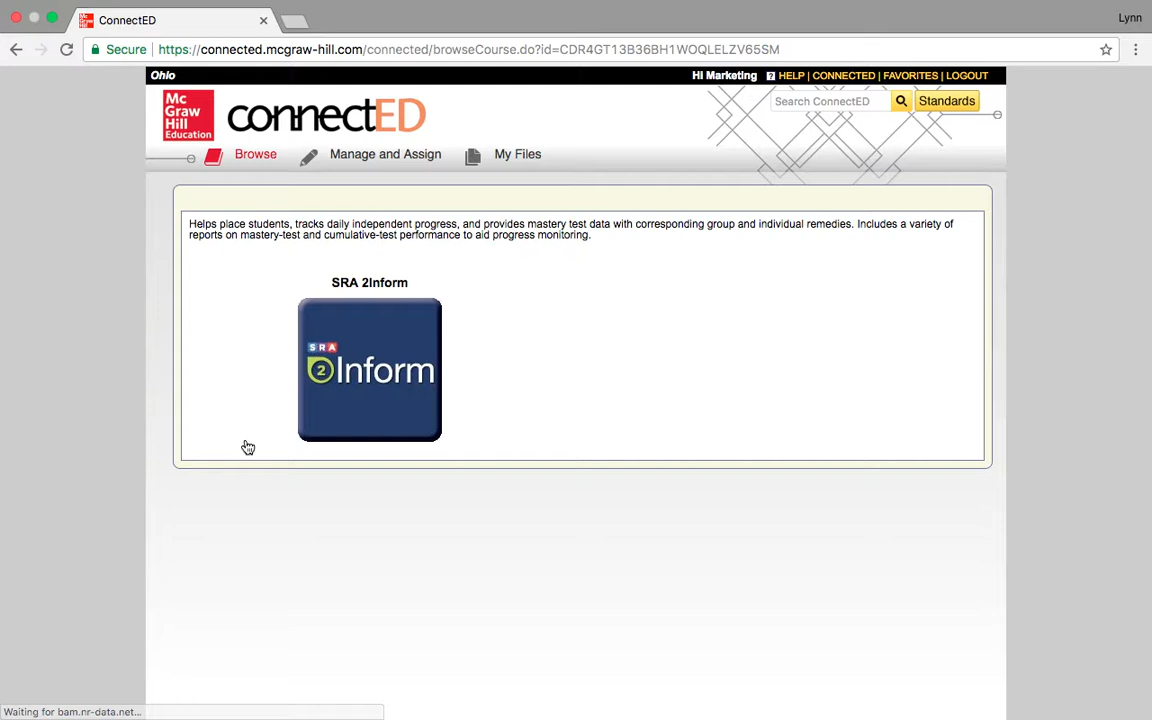 ConnectED
Lynn
Secure https://connected.mcgraw-hill.com/connected/browseCourse.do?id=CDR4GT13B36BH1WOQLELZV65SM
Ohio
Hi Marketing ? HELP | CONNECTED | FAVORITES | LOGOUT
Mc
Graw
Hill
Education
connectED
Search ConnectED
Standards
Browse
Manage and Assign
My Files
Helps place students, tracks daily independent progress, and provides mastery test data with corresponding group and individual remedies. Includes a variety of
reports on mastery-test and cumulative-test performance to aid progress monitoring.
SRA 2Inform
SRA
2Inform
Waiting for bam.nr-data.net...